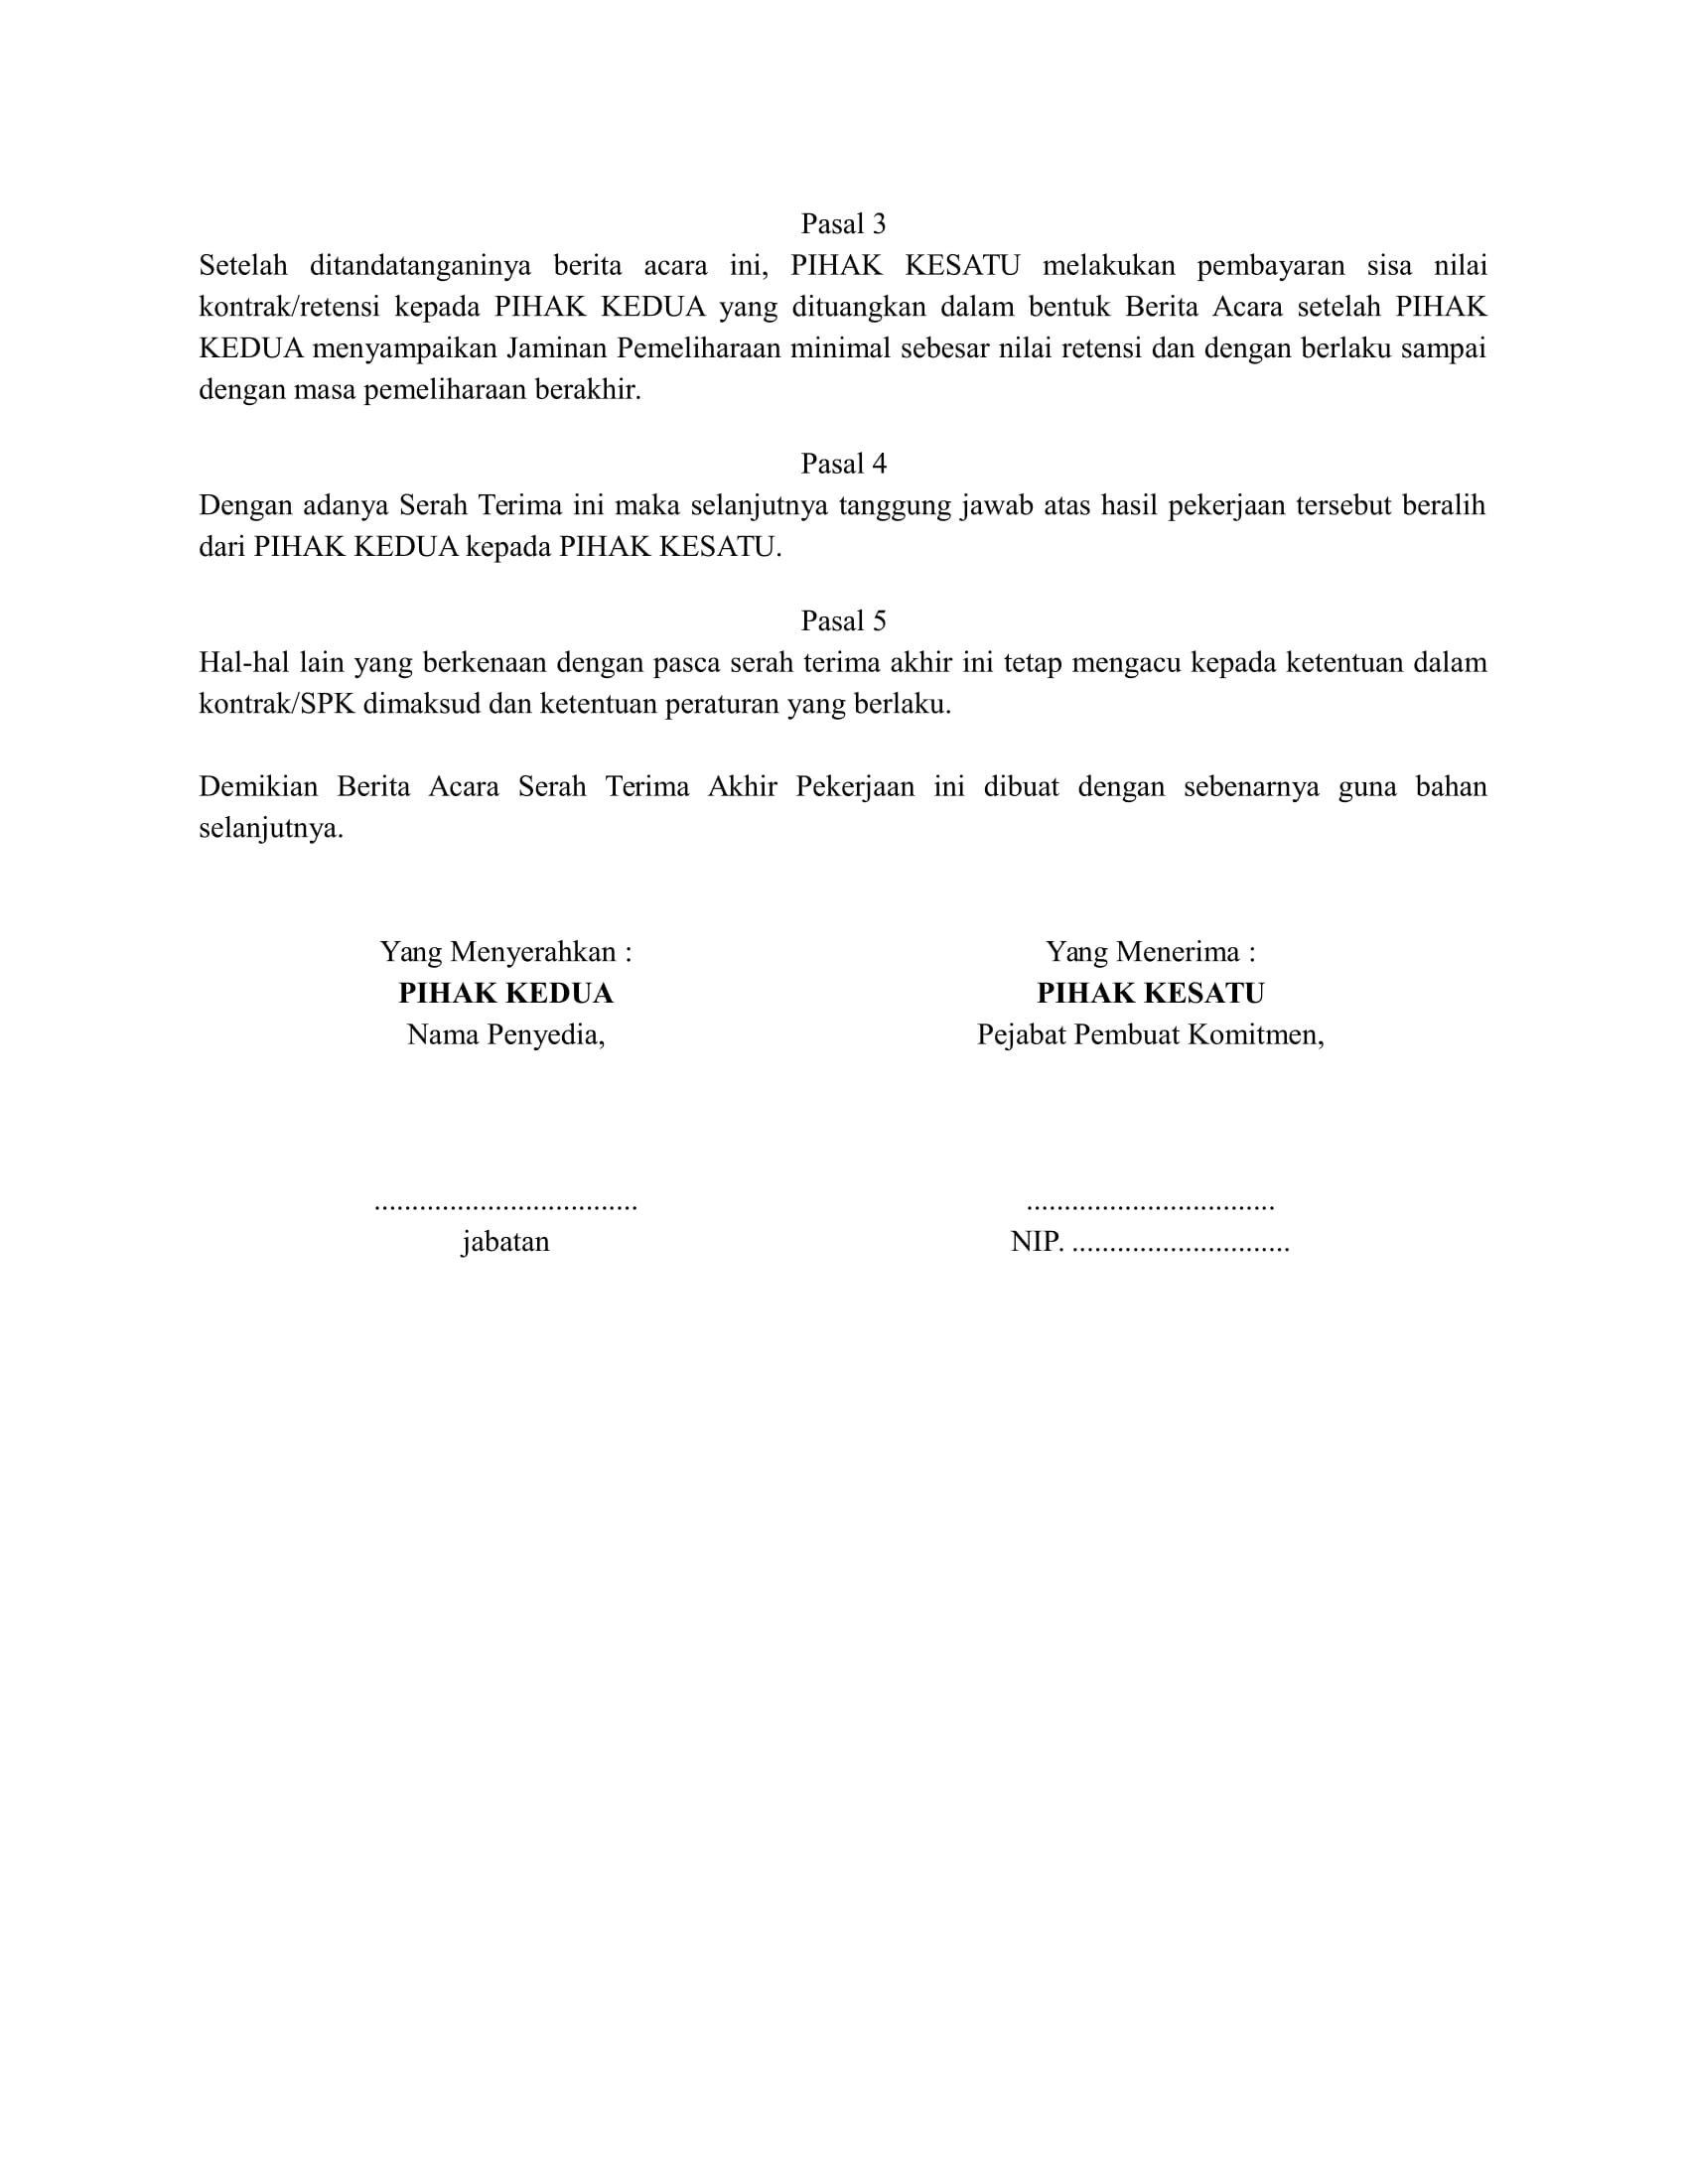 Pasal 3
Setelah ditandatanganinya berita acara ini, PIHAK KESATU melakukan pembayaran sisa nilai
kontrak/retensi kepada PIHAK KEDUA yang dituangkan dalam bentuk Berita Acara setelah PIHAK
KEDUA menyampaikan Jaminan Pemeliharaan minimal sebesar nilai retensi dan dengan berlaku sampai
dengan masa pemeliharaan berakhir.
Pasal 4
Dengan adanya Serah Terima ini maka selanjutnya tanggung jawab atas hasil pekerjaan tersebut beralih
dari PIHAK KEDUA kepada PIHAK KESATU.
Pasal 5
Hal-hal lain yang berkenaan dengan pasca serah terima akhir ini tetap mengacu kepada ketentuan dalam
kontrak/SPK dimaksud dan ketentuan peraturan yang berlaku.
Demikian Berita Acara Serah Terima Akhir Pekerjaan ini dibuat dengan sebenarnya guna bahan
selanjutnya.
Yang Menyerahkan :
PIHAK KEDUA
Nama Penyedia,
...................................
jabatan
Yang Menerima :
PIHAK KESATU
Pejabat Pembuat Komitmen,
.................................
NIP. .............................